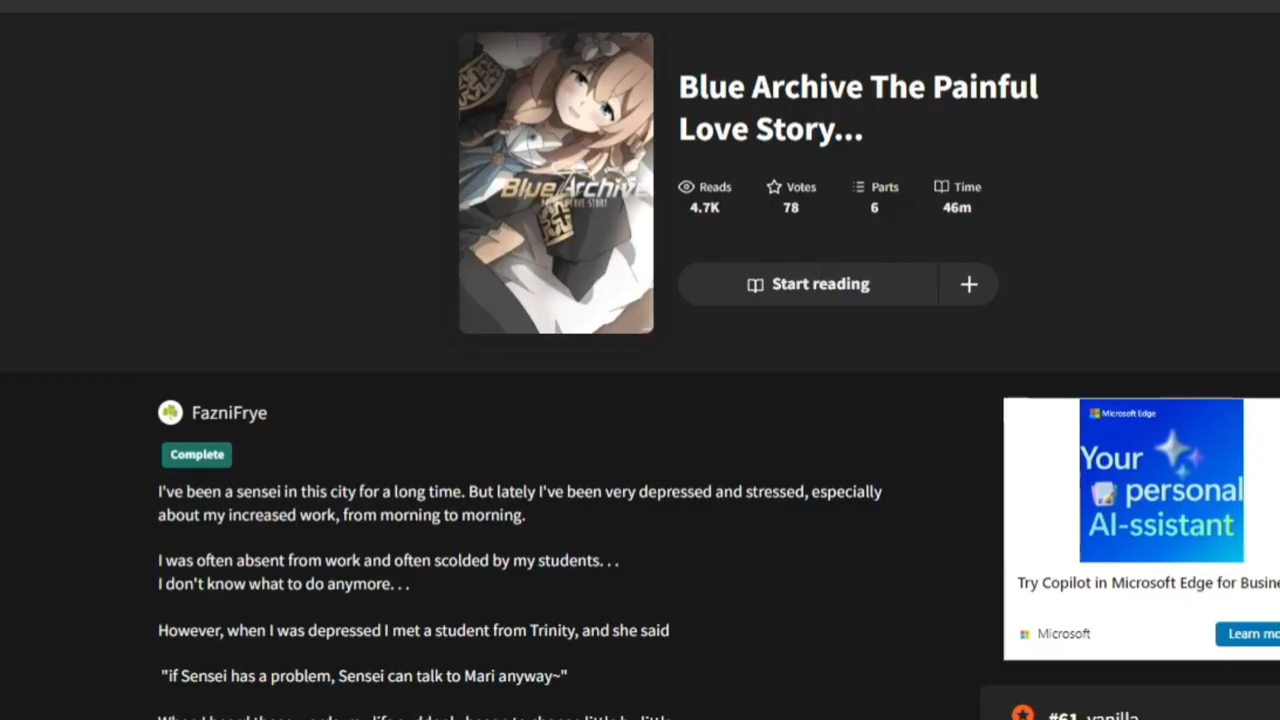 Blue Archive
Blue Archive The Painful
Love Story...
Reads
Votes
Parts
Time
4.7K
78
6
46m
Start reading
FazniFrye
Complete
I've been a sensei in this city for a long time. But lately I've been very depressed and stressed, especially
about my increased work, from morning to morning.
I was often absent from work and often scolded by my students. . .
I don't know what to do anymore. . .
However, when I was depressed I met a student from Trinity, and she said
"if Sensei has a problem, Sensei can talk to Mari anyway~"
Microsoft Edge
Your
personal
AI-ssistant
Try Copilot in Microsoft Edge for Busine
Microsoft
Learn mo
#61 vanilla